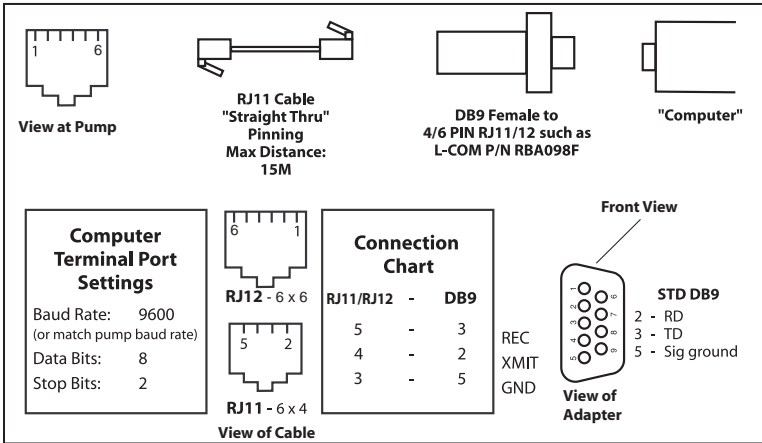 1 6
View at Pump
RJ11 Cable
"Straight Thru"
Pinning
Max Distance:
15M
DB9 Female to
4/6 PIN RJ11/12 such as
L-COM P/N RBA098F
"Computer"
Computer
Terminal Port
Settings
Baud Rate: 9600
(or match pump baud rate)
Data Bits: 8
Stop Bits: 2
6 1
RJ12 - 6 x 6
5 2
RJ11 - 6 x 4
View of Cable
Connection
Chart
RJ11/RJ12 - DB9
5 - 3
4 - 2
3 - 5
REC
XMIT
GND
Front View
1
2
3
4
5
6
7
8
9
View of
Adapter
STD DB9
2 - RD
3 - TD
5 - Sig ground